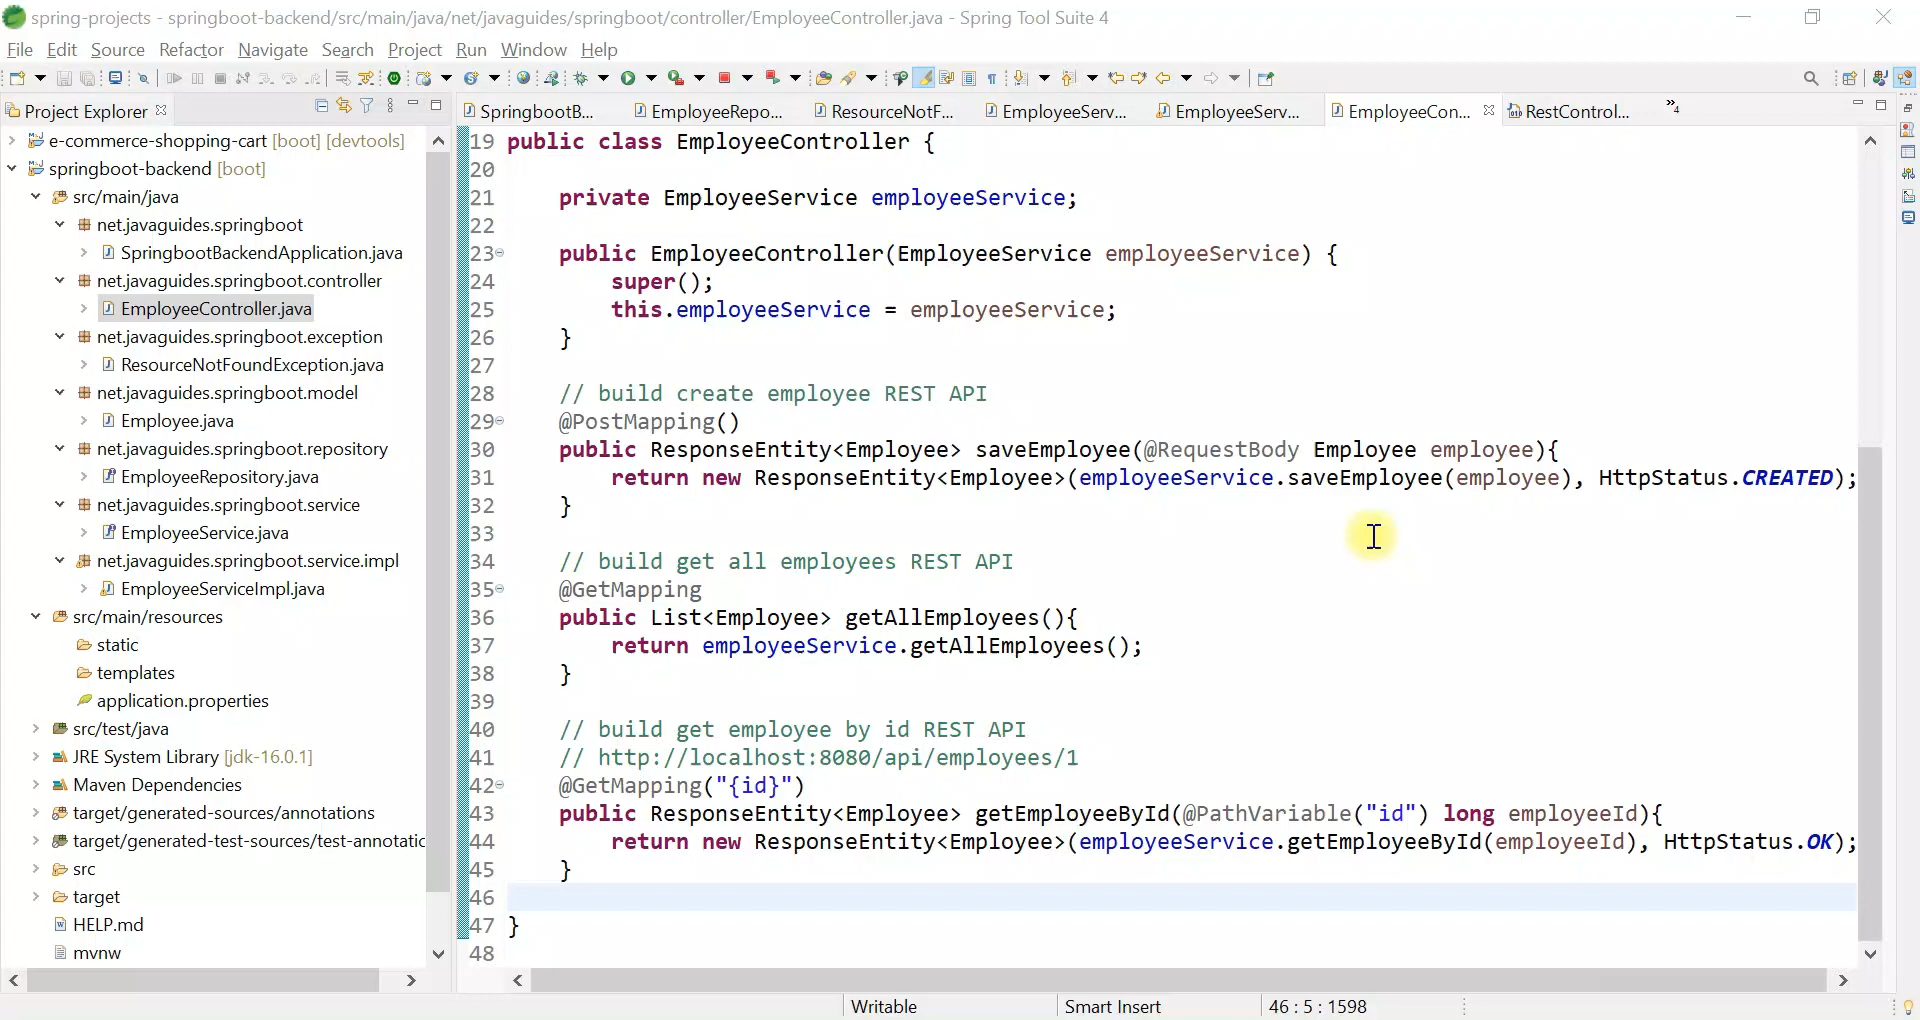 spring-projects - springboot-backend/src/main/java/net/javaguides/springboot/controller/EmployeeController.java - Spring Tool Suite 4
File Edit Source Refactor Navigate Search Project Run Window Help
Project Explorer
e-commerce-shopping-cart [boot] [devtools]
springboot-backend [boot]
src/main/java
net.javaguides.springboot
SpringbootBackendApplication.java
net.javaguides.springboot.controller
EmployeeController.java
net.javaguides.springboot.exception
ResourceNotFoundException.java
net.javaguides.springboot.model
Employee.java
net.javaguides.springboot.repository
EmployeeRepository.java
net.javaguides.springboot.service
EmployeeService.java
net.javaguides.springboot.service.impl
EmployeeServiceImpl.java
src/main/resources
static
templates
application.properties
src/test/java
JRE System Library [jdk-16.0.1]
Maven Dependencies
target/generated-sources/annotations
target/generated-test-sources/test-annotatic
src
target
HELP.md
mvnw
SpringbootB... EmployeeRepo... ResourceNotF... EmployeeServ... EmployeeServ... EmployeeCon... RestControl... »4
19 public class EmployeeController {
20
21     private EmployeeService employeeService;
22
23     public EmployeeController(EmployeeService employeeService) {
24         super();
25         this.employeeService = employeeService;
26     }
27
28     // build create employee REST API
29     @PostMapping()
30     public ResponseEntity<Employee> saveEmployee(@RequestBody Employee employee){
31         return new ResponseEntity<Employee>(employeeService.saveEmployee(employee), HttpStatus.CREATED);
32     }
33
34     // build get all employees REST API
35     @GetMapping
36     public List<Employee> getAllEmployees(){
37         return employeeService.getAllEmployees();
38     }
39
40     // build get employee by id REST API
41     // http://localhost:8080/api/employees/1
42     @GetMapping("{id}")
43     public ResponseEntity<Employee> getEmployeeById(@PathVariable("id") long employeeId){
44         return new ResponseEntity<Employee>(employeeService.getEmployeeById(employeeId), HttpStatus.OK);
45     }
46
47 }
48
Writable Smart Insert 46 : 5 : 1598